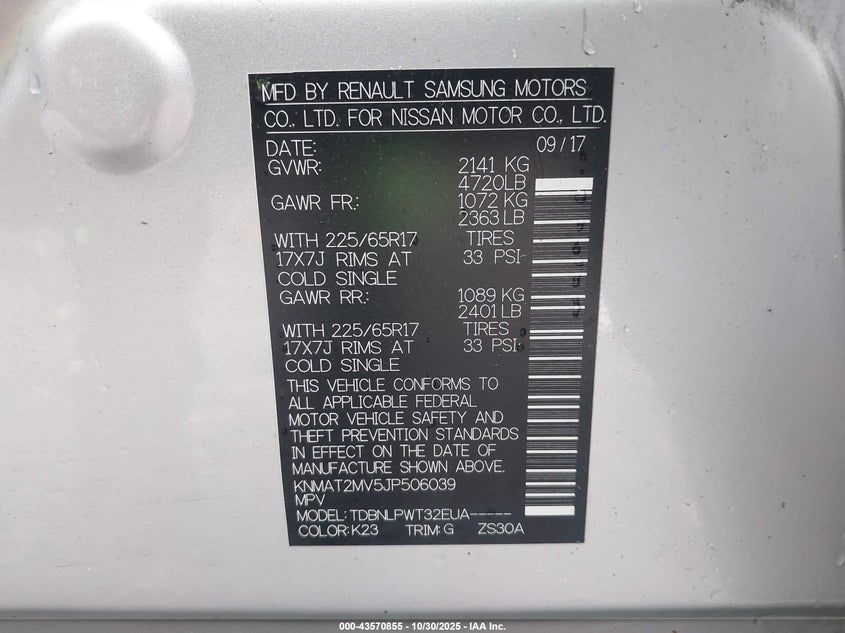 MFD BY RENAULT SAMSUNG MOTORS
CO., LTD. FOR NISSAN MOTOR CO., LTD.
DATE: 09/17
GVWR: 2141 KG
4720LB
GAWR FR.: 1072 KG
2363 LB
WITH 225/65R17 TIRES
17X7J RIMS AT 33 PSI
COLD SINGLE
GAWR RR.: 1089 KG
2401 LB
WITH 225/65R17 TIRES
17X7J RIMS AT 33 PSI
COLD SINGLE
THIS VEHICLE CONFORMS TO
ALL APPLICABLE FEDERAL
MOTOR VEHICLE SAFETY AND
THEFT PREVENTION STANDARDS
IN EFFECT ON THE DATE OF
MANUFACTURE SHOWN ABOVE.
KNMAT2MV5JP506039
MPV
MODEL: TDBNLPWT32EUA-----
COLOR: K23 TRIM: G ZS30A
000-43570855 - 10/30/2025 - IAA Inc.